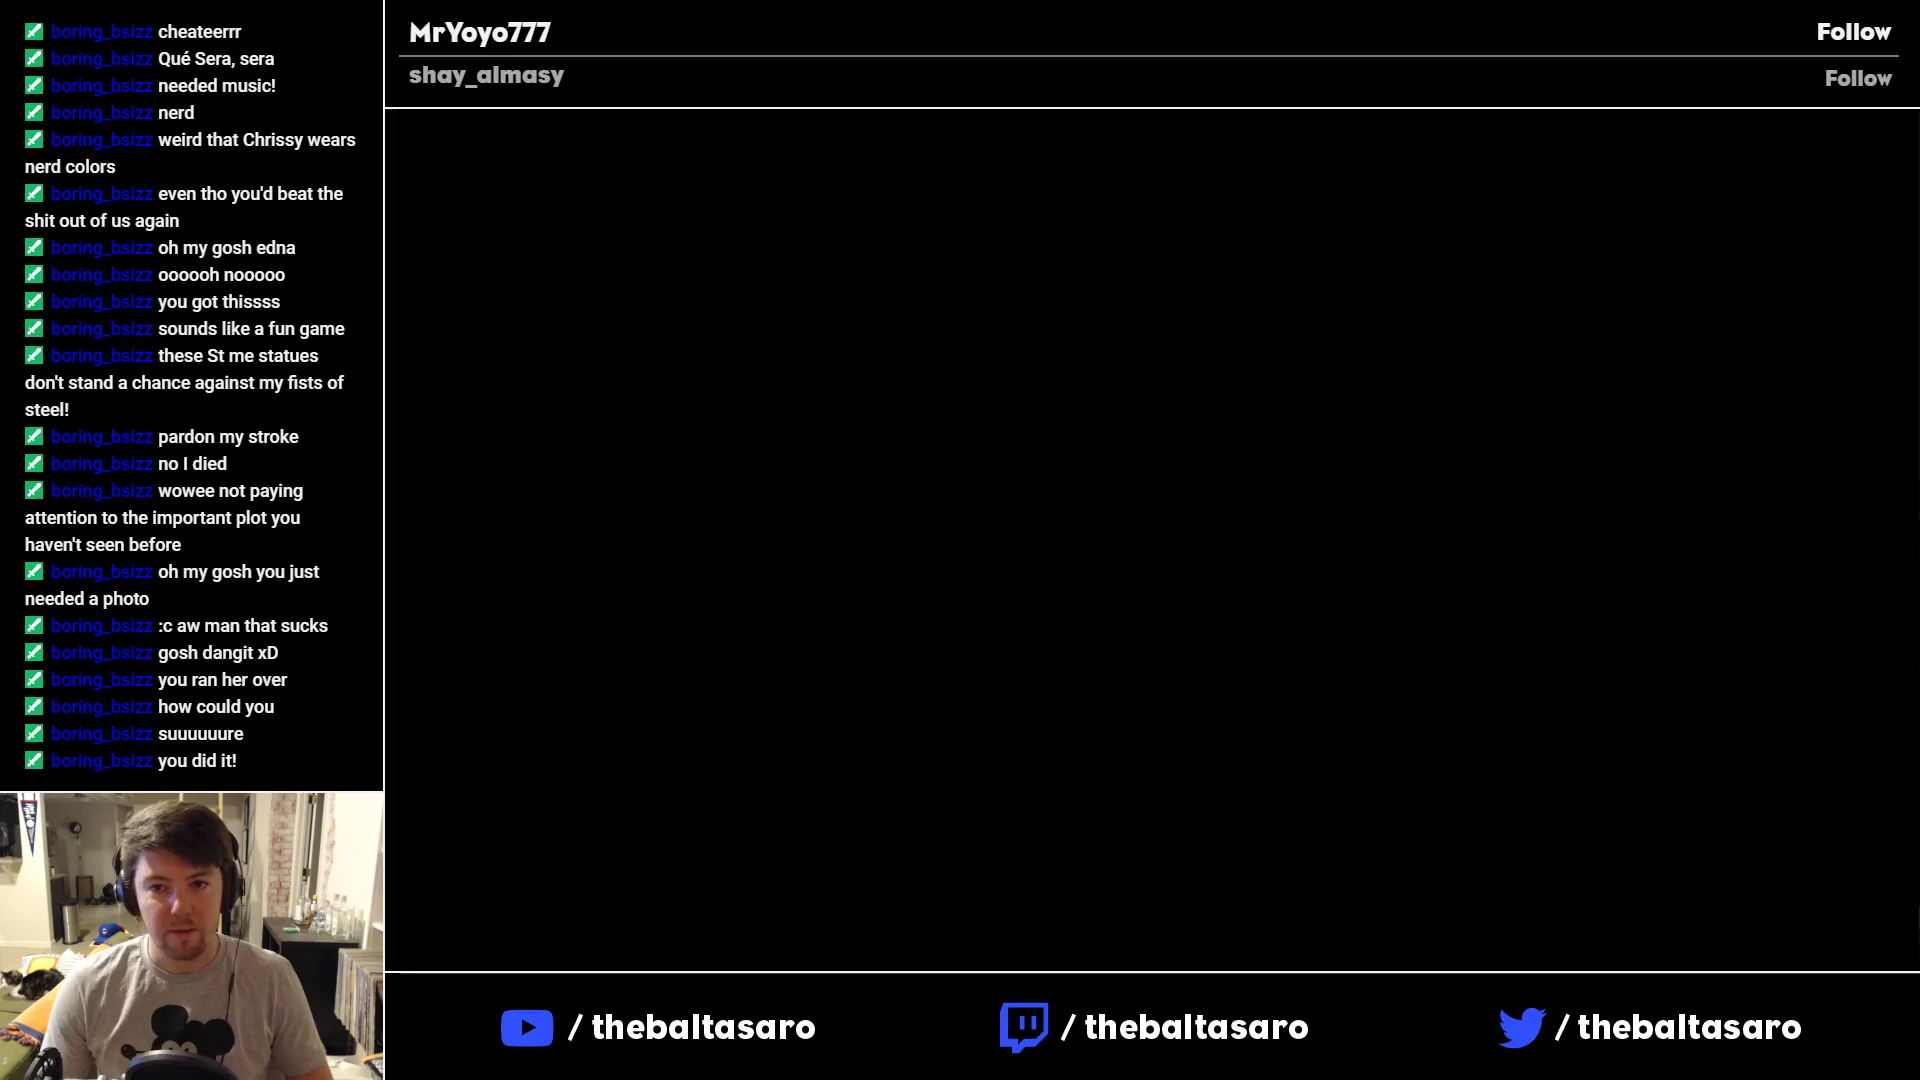 boring_bsizz cheateerrr
boring_bsizz Qué Sera, sera
boring_bsizz needed music!
boring_bsizz nerd
boring_bsizz weird that Chrissy wears
nerd colors
boring_bsizz even tho you'd beat the
shit out of us again
boring_bsizz oh my gosh edna
boring_bsizz oooooh nooooo
boring_bsizz you got thissss
boring_bsizz sounds like a fun game
boring_bsizz these St me statues
don't stand a chance against my fists of
steel!
boring_bsizz pardon my stroke
boring_bsizz no I died
boring_bsizz wowee not paying
attention to the important plot you
haven't seen before
boring_bsizz oh my gosh you just
needed a photo
boring_bsizz :c aw man that sucks
boring_bsizz gosh dangit xD
boring_bsizz you ran her over
boring_bsizz how could you
boring_bsizz suuuuuure
boring_bsizz you did it!
MrYoyo777 Follow
shay_almasy Follow
/ thebaltasaro / thebaltasaro / thebaltasaro